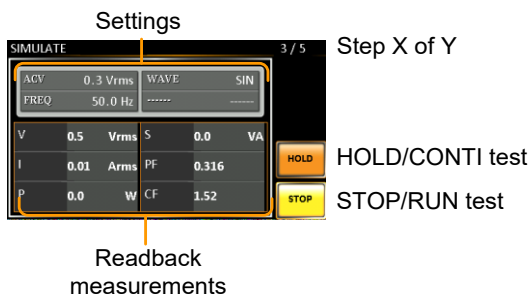 Settings
SIMULATE 3 / 5 Step X of Y
ACV 0.3 Vrms WAVE SIN
FREQ 50.0 Hz ------ ------
V 0.5 Vrms S 0.0 VA
I 0.01 Arms PF 0.316 HOLD HOLD/CONTI test
P 0.0 W CF 1.52 STOP STOP/RUN test
Readback
measurements